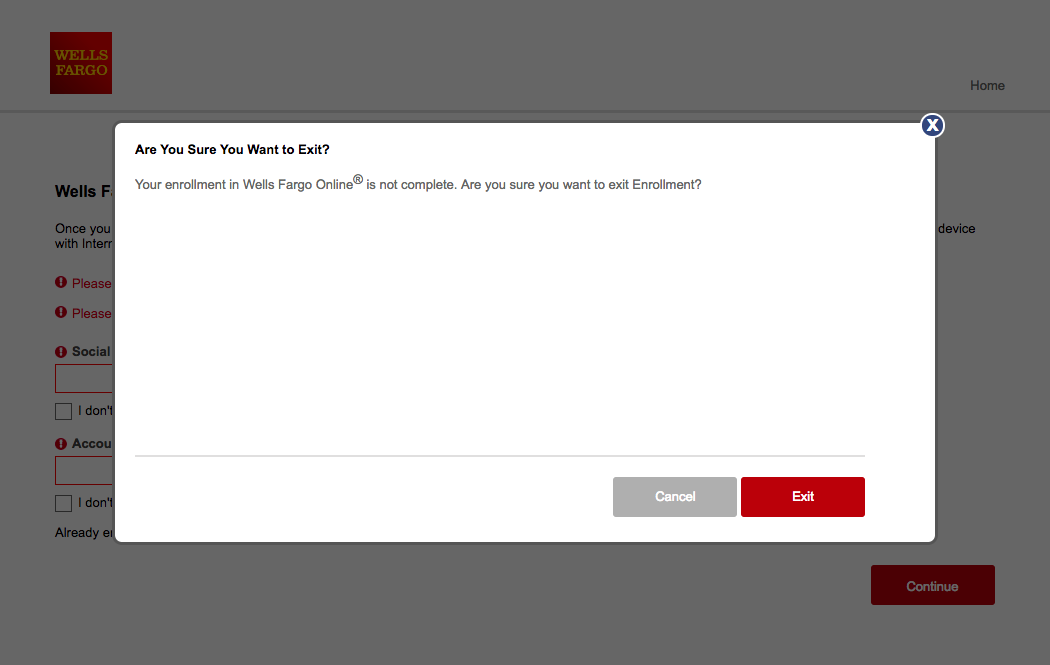 WELLS
FARGO
Home
Are You Sure You Want to Exit?
Your enrollment in Wells Fargo Online® is not complete. Are you sure you want to exit Enrollment?
Wells F
Once you
device
with Intern
Please
Please
Social
I don't
Accou
I don't
Already en
Cancel
Exit
Continue
X